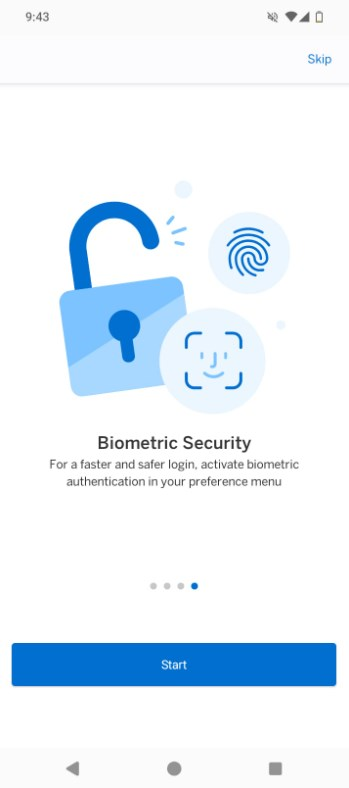 9:43
Skip
Biometric Security
For a faster and safer login, activate biometric
authentication in your preference menu
Start